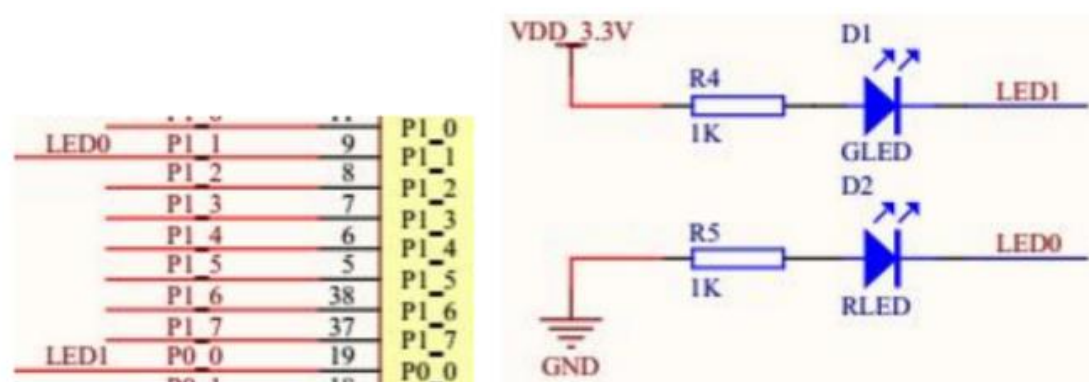 P1_0
LED0 P1_1 9 P1_1
P1_2 8 P1_2
P1_3 7 P1_3
P1_4 6 P1_4
P1_5 5 P1_5
P1_6 38 P1_6
P1_7 37 P1_7
LED1 P0_0 19 P0_0
VDD_3.3V
D1
R4
LED1
1K
GLED
D2
R5
LED0
1K
RLED
GND